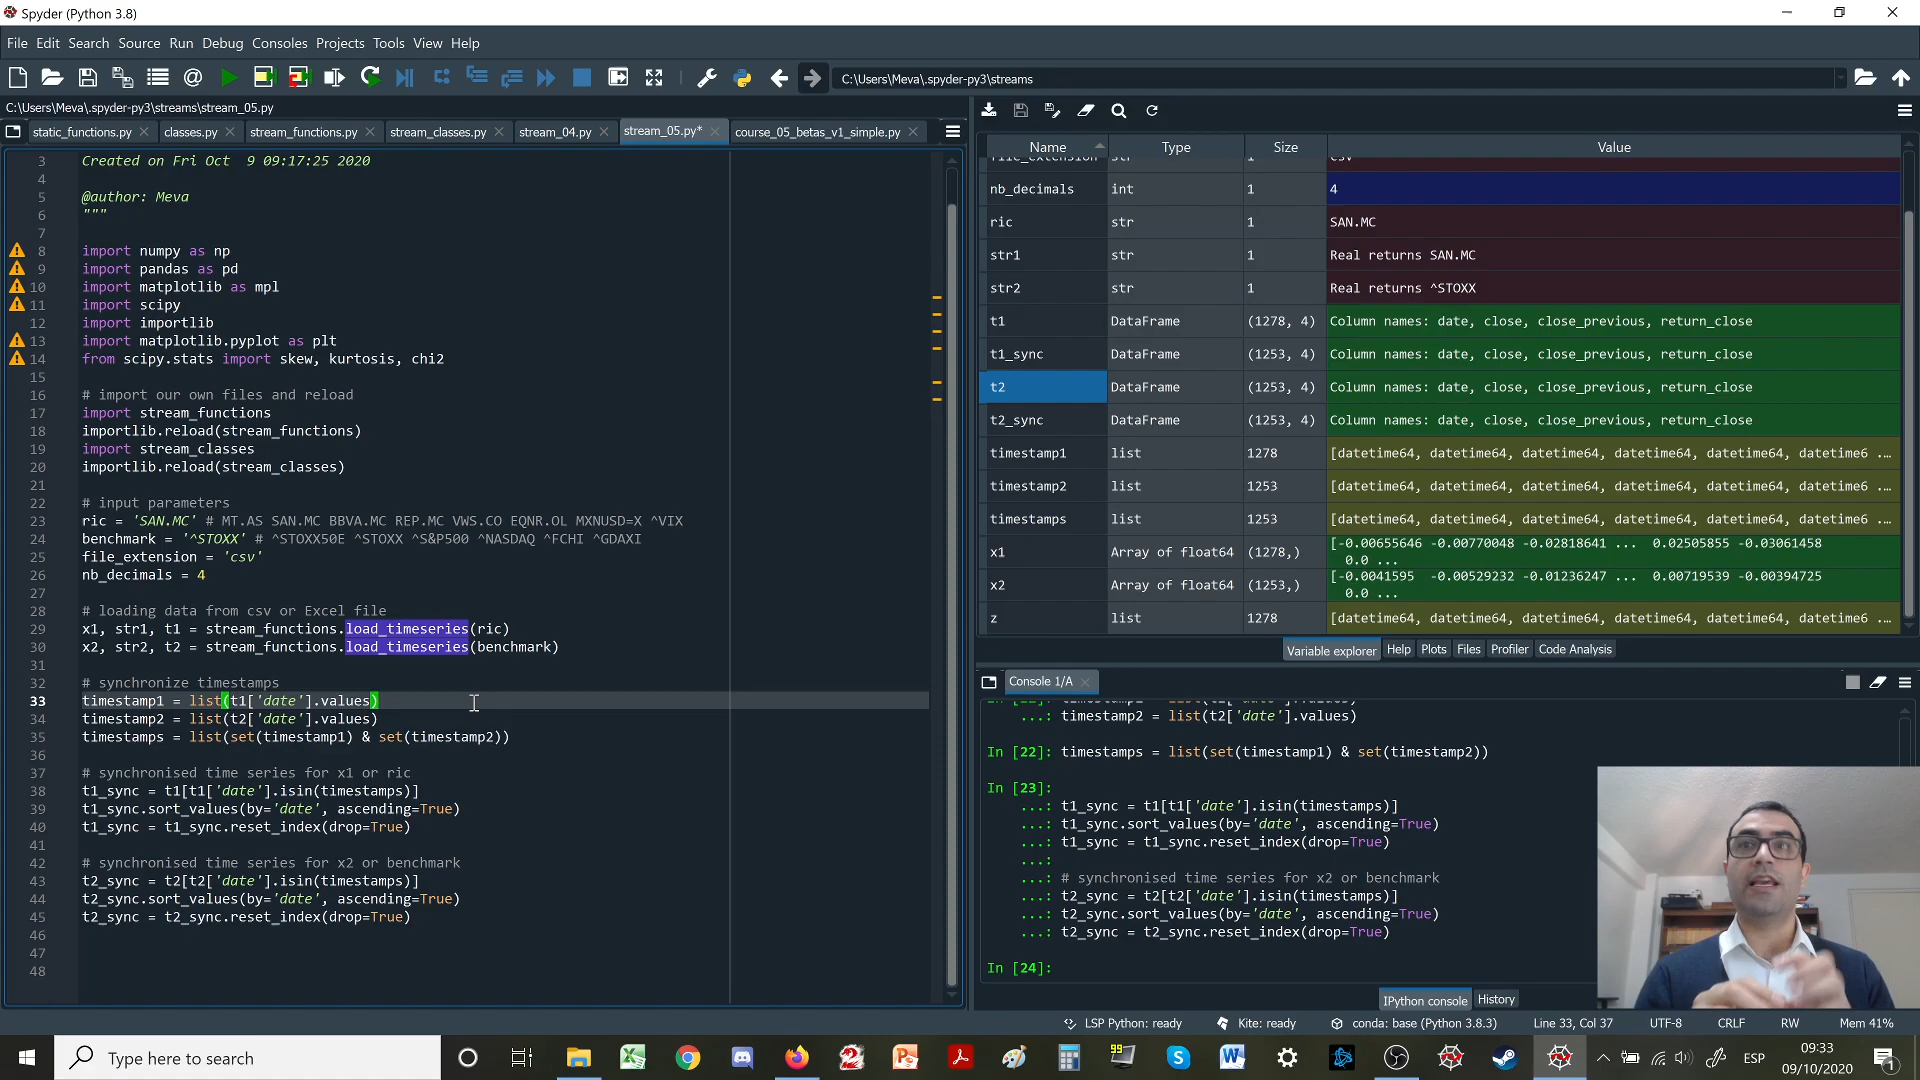 Spyder (Python 3.8)
File Edit Search Source Run Debug Consoles Projects Tools View Help
C:\Users\Meva\.spyder-py3\streams
C:\Users\Meva\.spyder-py3\streams\stream_05.py
static_functions.py classes.py stream_functions.py stream_classes.py stream_04.py stream_05.py* course_05_betas_v1_simple.py
3 Created on Fri Oct  9 09:17:25 2020
4
5 @author: Meva
6 """
7
8 import numpy as np
9 import pandas as pd
10 import matplotlib as mpl
11 import scipy
12 import importlib
13 import matplotlib.pyplot as plt
14 from scipy.stats import skew, kurtosis, chi2
15
16 # import our own files and reload
17 import stream_functions
18 importlib.reload(stream_functions)
19 import stream_classes
20 importlib.reload(stream_classes)
21
22 # input parameters
23 ric = 'SAN.MC' # MT.AS SAN.MC BBVA.MC REP.MC VWS.CO EQNR.OL MXNUSD=X ^VIX
24 benchmark = '^STOXX' # ^STOXX50E ^STOXX ^S&P500 ^NASDAQ ^FCHI ^GDAXI
25 file_extension = 'csv'
26 nb_decimals = 4
27
28 # loading data from csv or Excel file
29 x1, str1, t1 = stream_functions.load_timeseries(ric)
30 x2, str2, t2 = stream_functions.load_timeseries(benchmark)
31
32 # synchronize timestamps
33 timestamp1 = list(t1['date'].values)
34 timestamp2 = list(t2['date'].values)
35 timestamps = list(set(timestamp1) & set(timestamp2))
36
37 # synchronised time series for x1 or ric
38 t1_sync = t1[t1['date'].isin(timestamps)]
39 t1_sync.sort_values(by='date', ascending=True)
40 t1_sync = t1_sync.reset_index(drop=True)
41
42 # synchronised time series for x2 or benchmark
43 t2_sync = t2[t2['date'].isin(timestamps)]
44 t2_sync.sort_values(by='date', ascending=True)
45 t2_sync = t2_sync.reset_index(drop=True)
46
47
48
Name Type Size Value
file_extension str 1 csv
nb_decimals int 1 4
ric str 1 SAN.MC
str1 str 1 Real returns SAN.MC
str2 str 1 Real returns ^STOXX
t1 DataFrame (1278, 4) Column names: date, close, close_previous, return_close
t1_sync DataFrame (1253, 4) Column names: date, close, close_previous, return_close
t2 DataFrame (1253, 4) Column names: date, close, close_previous, return_close
t2_sync DataFrame (1253, 4) Column names: date, close, close_previous, return_close
timestamp1 list 1278 [datetime64, datetime64, datetime64, datetime64, datetime64, datetime6 ...
timestamp2 list 1253 [datetime64, datetime64, datetime64, datetime64, datetime64, datetime6 ...
timestamps list 1253 [datetime64, datetime64, datetime64, datetime64, datetime64, datetime6 ...
x1 Array of float64 (1278,) [-0.00655646 -0.00770048 -0.02818641 ... 0.02505855 -0.03061458
0.0 ...
x2 Array of float64 (1253,) [-0.0041595 -0.00529232 -0.01236247 ... 0.00719539 -0.00394725
0.0 ...
z list 1278 [datetime64, datetime64, datetime64, datetime64, datetime64, datetime6 ...
Variable explorer Help Plots Files Profiler Code Analysis
Console 1/A
In [21]: timestamp1 = list(t1['date'].values)
...: timestamp2 = list(t2['date'].values)
In [22]: timestamps = list(set(timestamp1) & set(timestamp2))
In [23]:
...: t1_sync = t1[t1['date'].isin(timestamps)]
...: t1_sync.sort_values(by='date', ascending=True)
...: t1_sync = t1_sync.reset_index(drop=True)
...:
...: # synchronised time series for x2 or benchmark
...: t2_sync = t2[t2['date'].isin(timestamps)]
...: t2_sync.sort_values(by='date', ascending=True)
...: t2_sync = t2_sync.reset_index(drop=True)
In [24]:
IPython console History
LSP Python: ready Kite: ready conda: base (Python 3.8.3) Line 33, Col 37 UTF-8 CRLF RW Mem 41%
Type here to search
99
ESP
09:33
09/10/2020
1